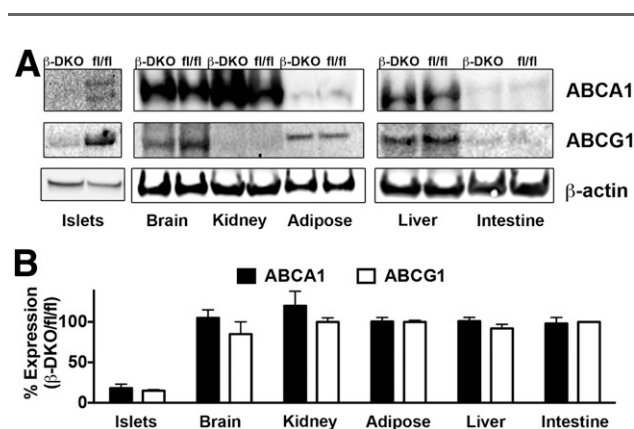 A
β-DKO fl/fl β-DKO fl/fl β-DKO fl/fl β-DKO fl/fl β-DKO fl/fl β-DKO fl/fl
ABCA1
ABCG1
β-actin
Islets Brain Kidney Adipose Liver Intestine
B
ABCA1 ABCG1
% Expression
(β-DKO/fl/fl)
100
50
0
Islets Brain Kidney Adipose Liver Intestine